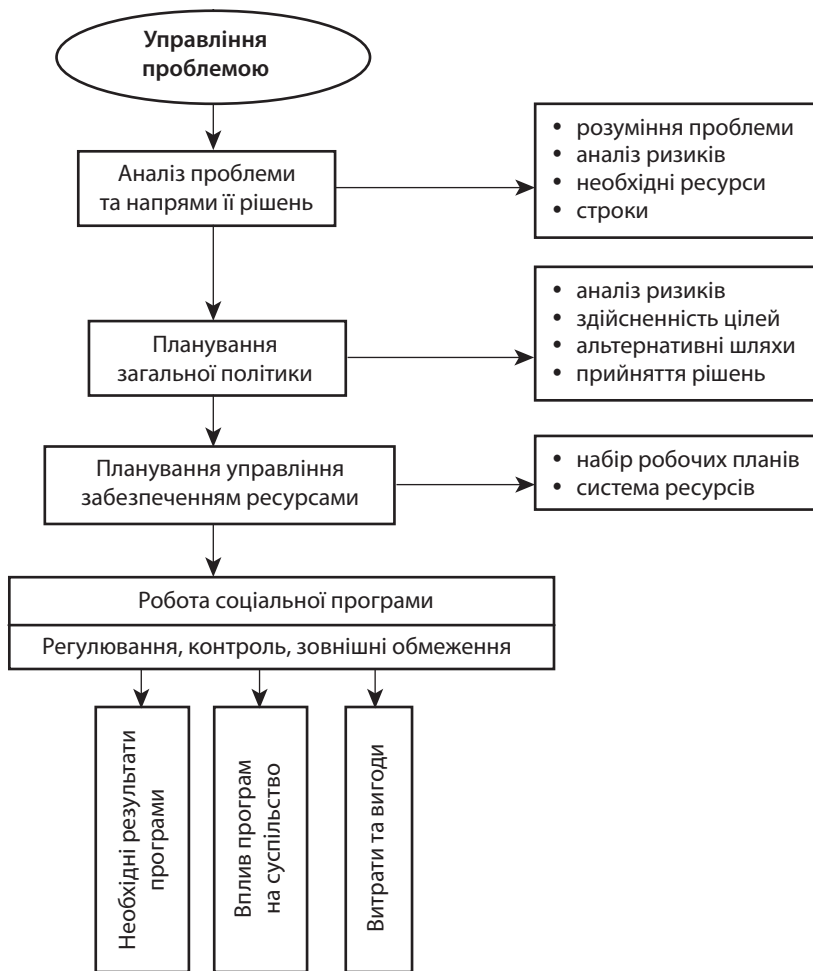 Управління
проблемою
Аналіз проблеми
та напрями її рішень
• розуміння проблеми
• аналіз ризиків
• необхідні ресурси
• строки
Планування
загальної політики
• аналіз ризиків
• здійсненність цілей
• альтернативні шляхи
• прийняття рішень
Планування управління
забезпеченням ресурсами
• набір робочих планів
• система ресурсів
Робота соціальної програми
Регулювання, контроль, зовнішні обмеження
Необхідні результати
програми
Вплив програм
на суспільство
Витрати та вигоди